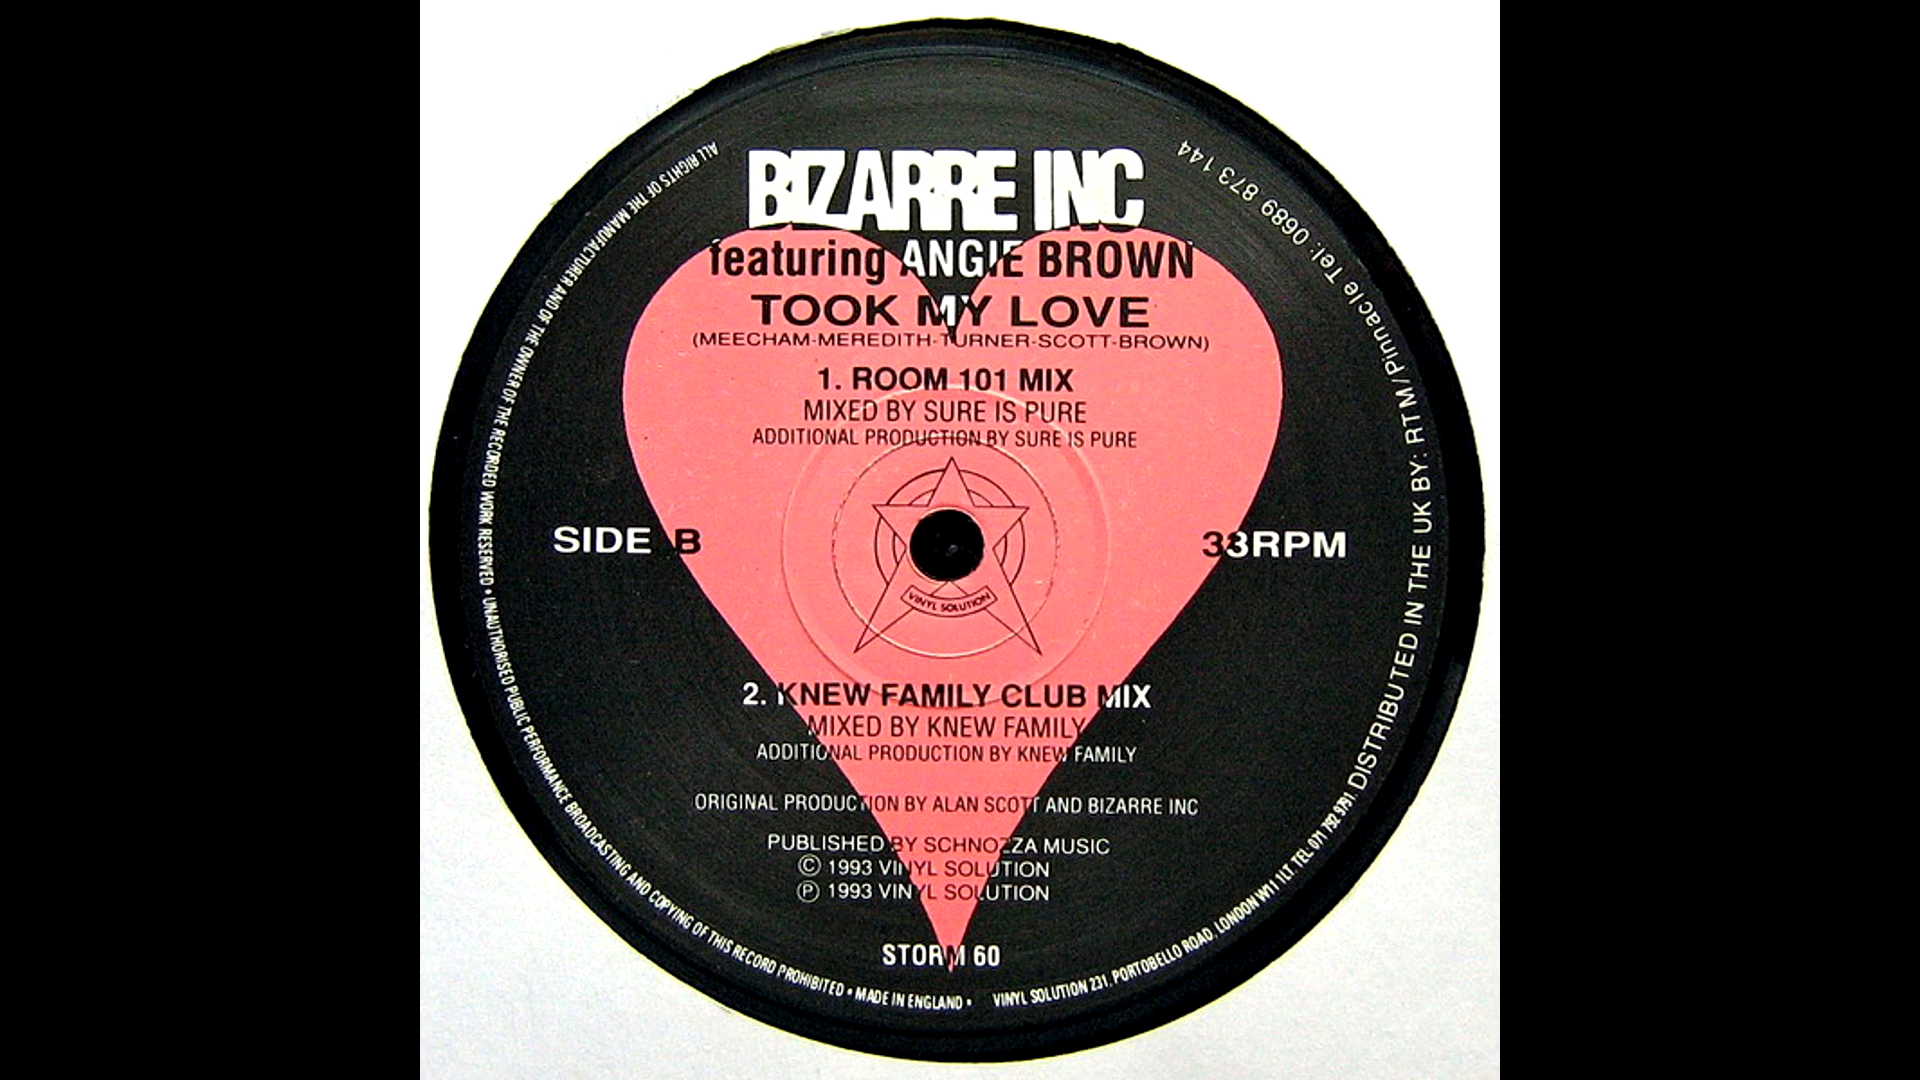 BIZARRE INC
featuring ANGIE BROWN
TOOK MY LOVE
(MEECHAM-MEREDITH-TURNER-SCOTT-BROWN)
1. ROOM 101 MIX
MIXED BY SURE IS PURE
ADDITIONAL PRODUCTION BY SURE IS PURE
SIDE B
33RPM
VINYL SOLUTION
2. KNEW FAMILY CLUB MIX
MIXED BY KNEW FAMILY
ADDITIONAL PRODUCTION BY KNEW FAMILY
ORIGINAL PRODUCTION BY ALAN SCOTT AND BIZARRE INC
PUBLISHED BY SCHNOZZA MUSIC
© 1993 VINYL SOLUTION
℗ 1993 VINYL SOLUTION
STORM 60
ALL RIGHTS OF THE MANUFACTURER AND OF THE OWNER OF THE RECORDED WORK RESERVED • UNAUTHORISED PUBLIC PERFORMANCE BROADCASTING AND COPYING OF THIS RECORD PROHIBITED • MADE IN ENGLAND • VINYL SOLUTION 231, PORTOBELLO ROAD, LONDON W11 1LT TEL: 071 792 9791. DISTRIBUTED IN THE UK BY: RTM/Pinnacle Tel: 0689 873 144